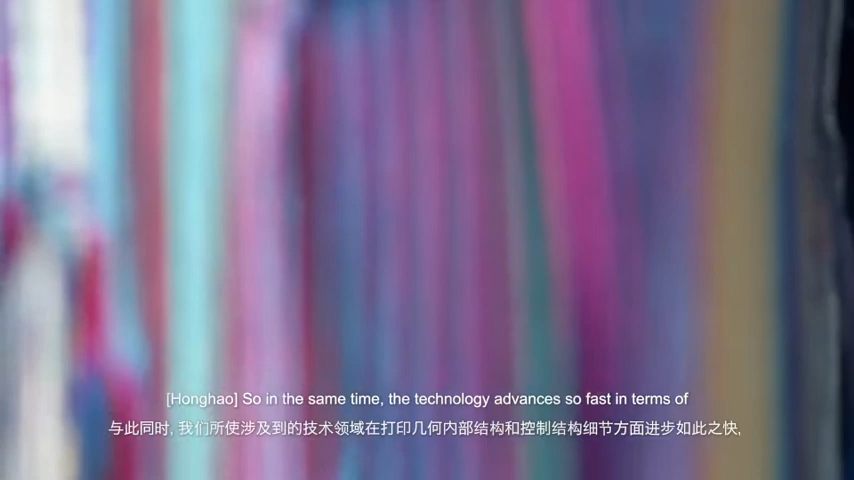 [Honghao] So in the same time, the technology advances so fast in terms of
与此同时, 我们所使涉及到的技术领域在打印几何内部结构和控制结构细节方面进步如此之快,